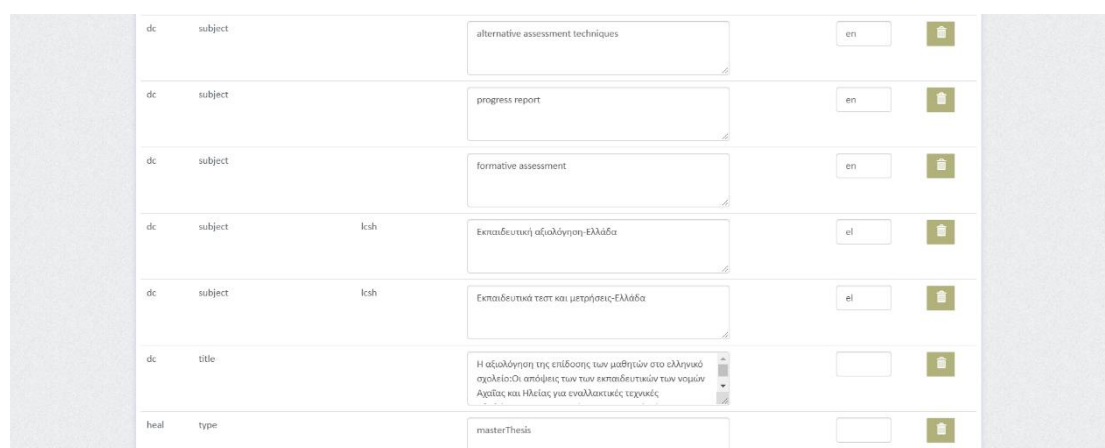 dc subject alternative assessment techniques en
dc subject progress report en
dc subject formative assessment en
dc subject lcsh Εκπαιδευτική αξιολόγηση-Ελλάδα el
dc subject lcsh Εκπαιδευτικά τεστ και μετρήσεις-Ελλάδα el
dc title Η αξιολόγηση της επίδοσης των μαθητών στο ελληνικό
σχολείο:Οι απόψεις των των εκπαιδευτικών των νομών
Αχαΐας και Ηλείας για εναλλακτικές τεχνικές
heal type masterThesis